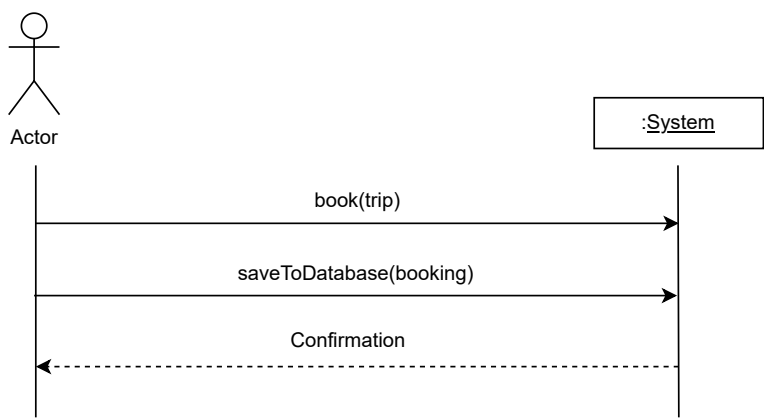 Actor
:System
book(trip)
saveToDatabase(booking)
Confirmation